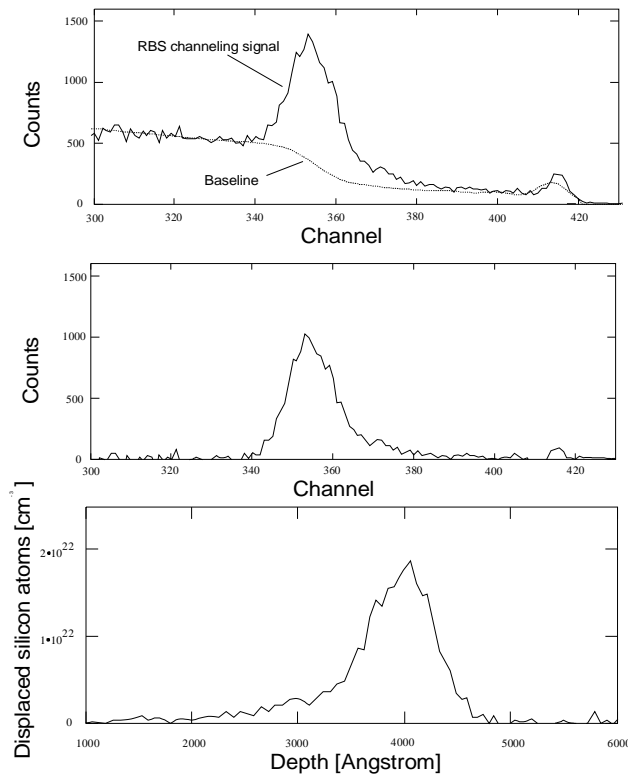 1500
RBS channeling signal
1000
Counts
500
Baseline
0
300 320 340 360 380 400 420
Channel
1500
1000
Counts
500
0
300 320 340 360 380 400 420
Channel
Displaced silicon atoms [cm⁻³]
2•10²²
1•10²²
0
1000 2000 3000 4000 5000 6000
Depth [Angstrom]